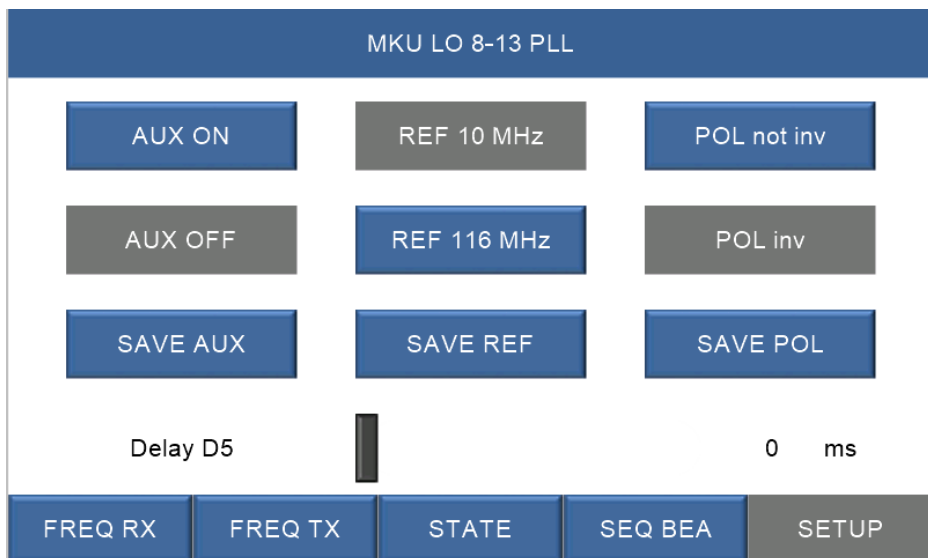 MKU LO 8-13 PLL
AUX ON REF 10 MHz POL not inv
AUX OFF REF 116 MHz POL inv
SAVE AUX SAVE REF SAVE POL
Delay D5 0 ms
FREQ RX FREQ TX STATE SEQ BEA SETUP